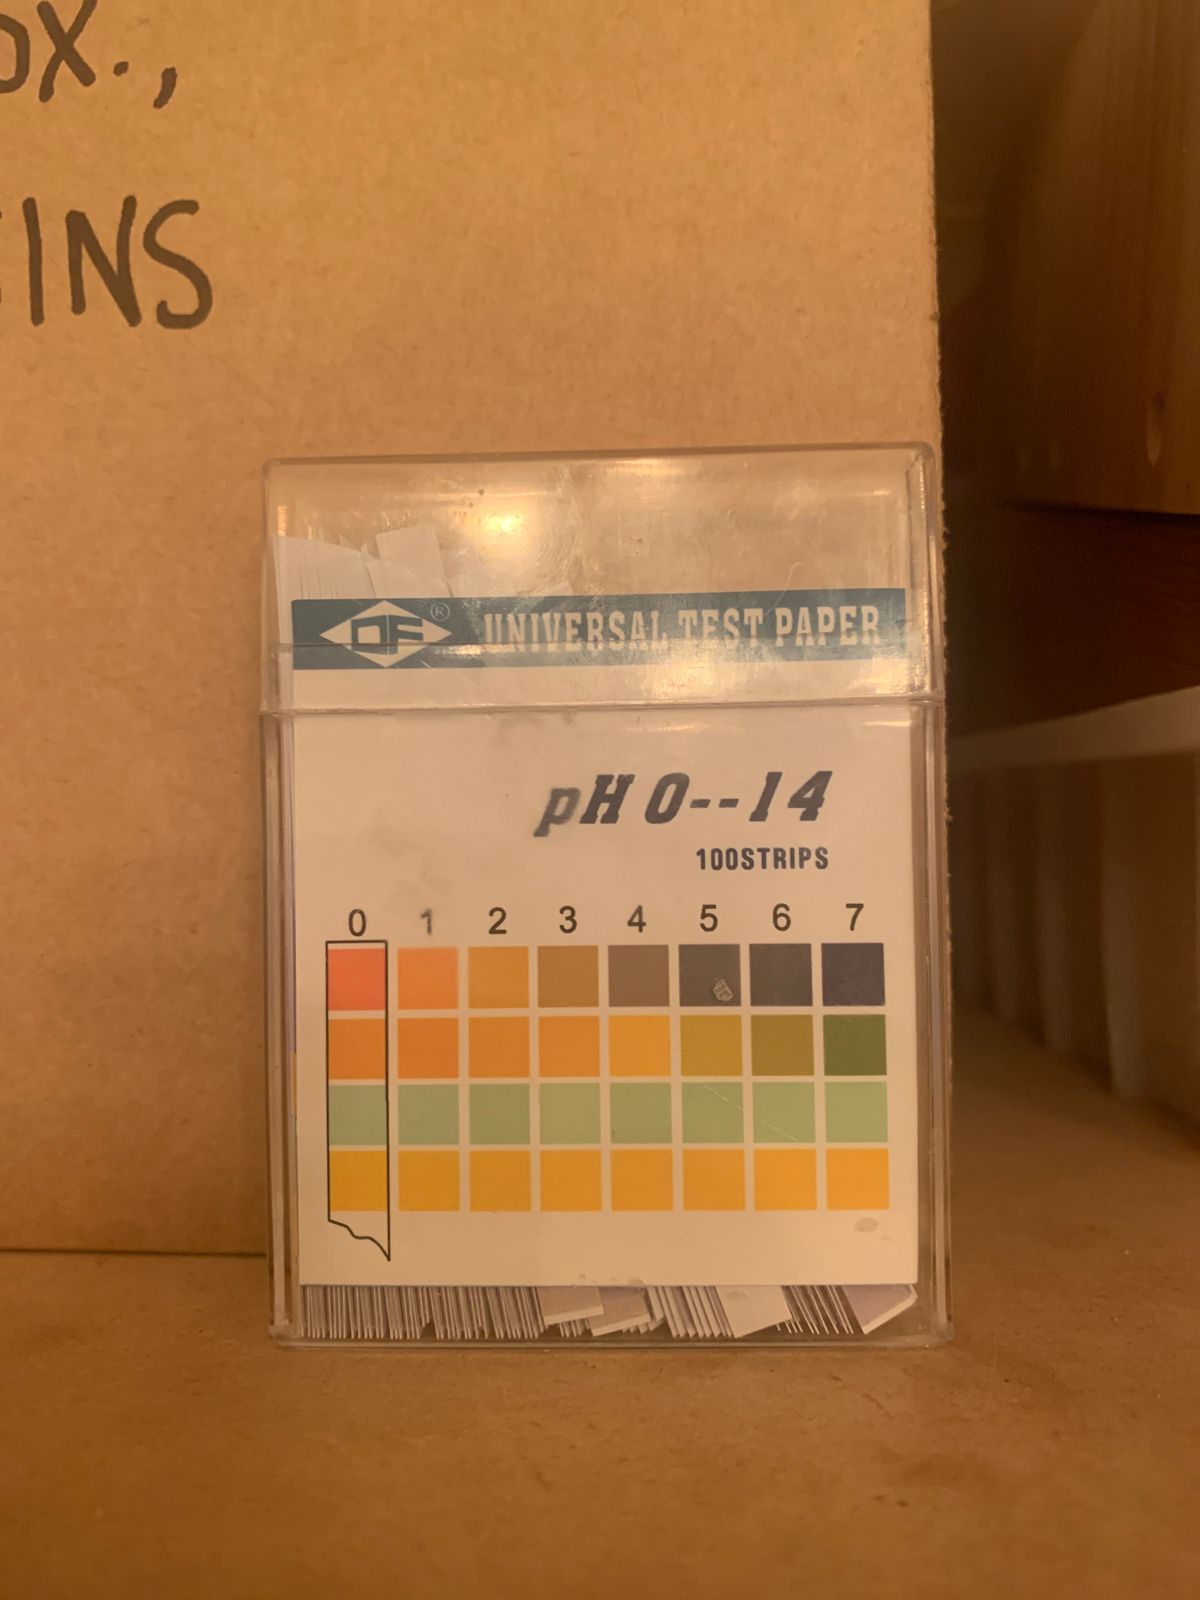 OX.,
INS
DF® UNIVERSAL TEST PAPER
pH 0--14
100STRIPS
0 1 2 3 4 5 6 7